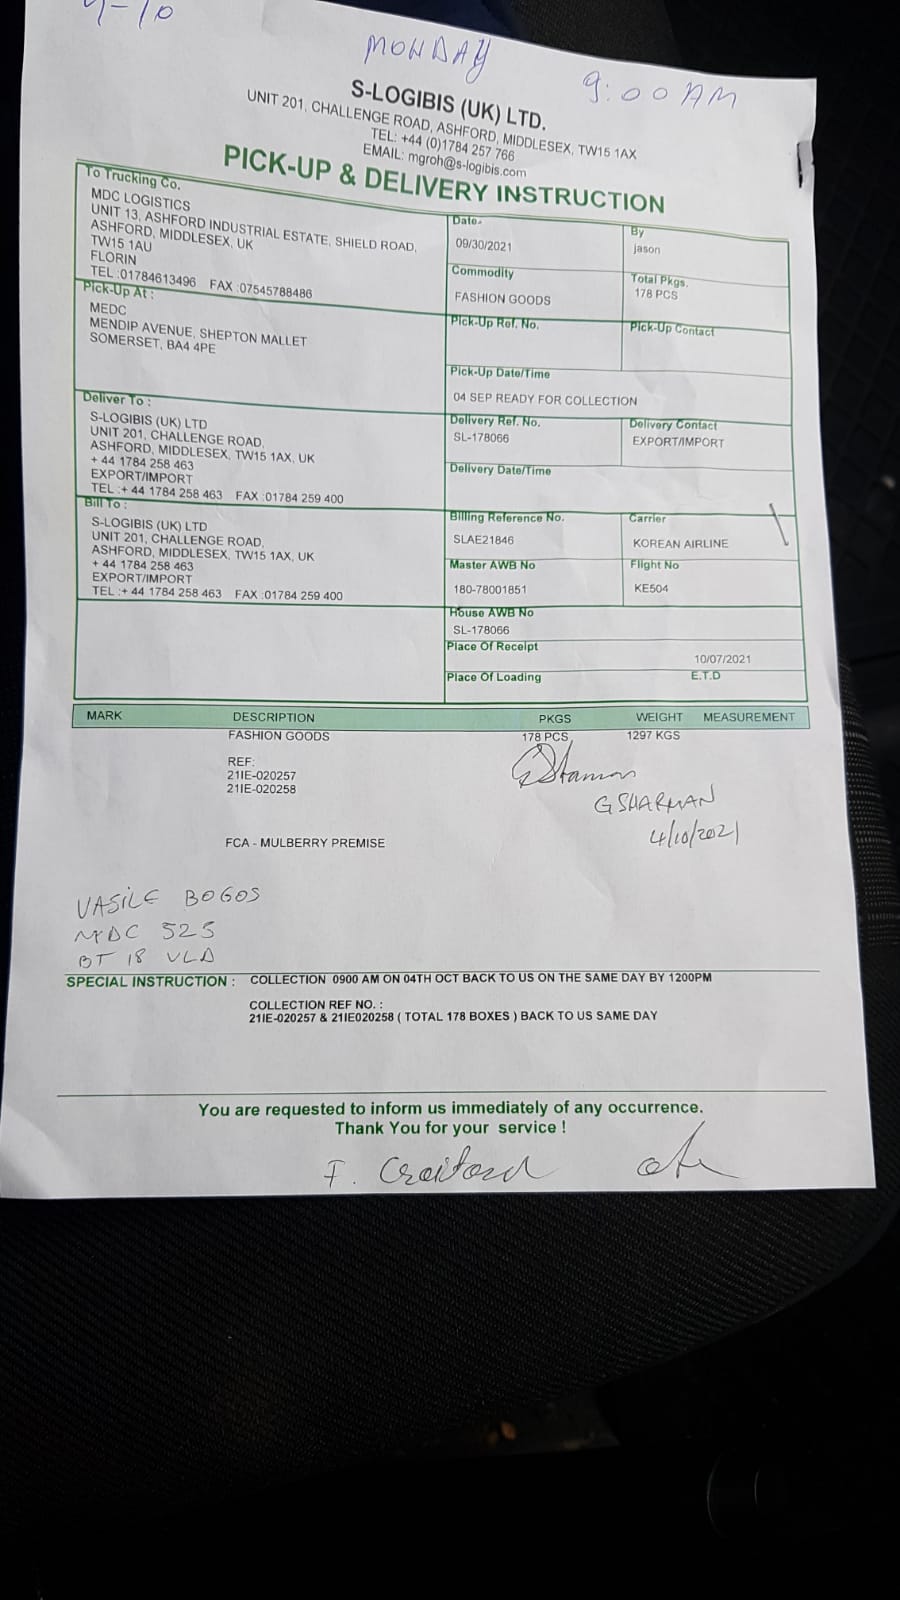 4-10
MONDAY
9:00 AM
S-LOGIBIS (UK) LTD.
UNIT 201, CHALLENGE ROAD, ASHFORD, MIDDLESEX, TW15 1AX
TEL: +44 (0)1784 257 766
EMAIL: mgroh@s-logibis.com
PICK-UP & DELIVERY INSTRUCTION
To Trucking Co.
MDC LOGISTICS
UNIT 13, ASHFORD INDUSTRIAL ESTATE, SHIELD ROAD,
ASHFORD, MIDDLESEX, UK
TW15 1AU
FLORIN
TEL :01784613496 FAX :07545788486
Date
09/30/2021
By
jason
Commodity
FASHION GOODS
Total Pkgs.
178 PCS
Pick-Up At :
MEDC
MENDIP AVENUE, SHEPTON MALLET
SOMERSET, BA4 4PE
Pick-Up Ref. No.
Pick-Up Contact
Pick-Up Date/Time
04 SEP READY FOR COLLECTION
Deliver To :
S-LOGIBIS (UK) LTD
UNIT 201, CHALLENGE ROAD,
ASHFORD, MIDDLESEX, TW15 1AX, UK
+ 44 1784 258 463
EXPORT/IMPORT
TEL :+ 44 1784 258 463 FAX :01784 259 400
Delivery Ref. No.
SL-178066
Delivery Contact
EXPORT/IMPORT
Delivery Date/Time
Bill To :
S-LOGIBIS (UK) LTD
UNIT 201, CHALLENGE ROAD,
ASHFORD, MIDDLESEX, TW15 1AX, UK
+ 44 1784 258 463
EXPORT/IMPORT
TEL :+ 44 1784 258 463 FAX :01784 259 400
Billing Reference No.
SLAE21846
Carrier
KOREAN AIRLINE
Master AWB No
180-78001851
Flight No
KE504
House AWB No
SL-178066
Place Of Receipt
10/07/2021
Place Of Loading
E.T.D
MARK DESCRIPTION PKGS WEIGHT MEASUREMENT
FASHION GOODS 178 PCS 1297 KGS
REF:
21IE-020257
21IE-020258
G SHARMAN
4/10/2021
FCA - MULBERRY PREMISE
VASILE BOGOS
MDC 525
BT 18 VLD
SPECIAL INSTRUCTION : COLLECTION 0900 AM ON 04TH OCT BACK TO US ON THE SAME DAY BY 1200PM
COLLECTION REF NO. :
21IE-020257 & 21IE020258 ( TOTAL 178 BOXES ) BACK TO US SAME DAY
You are requested to inform us immediately of any occurrence.
Thank You for your service !